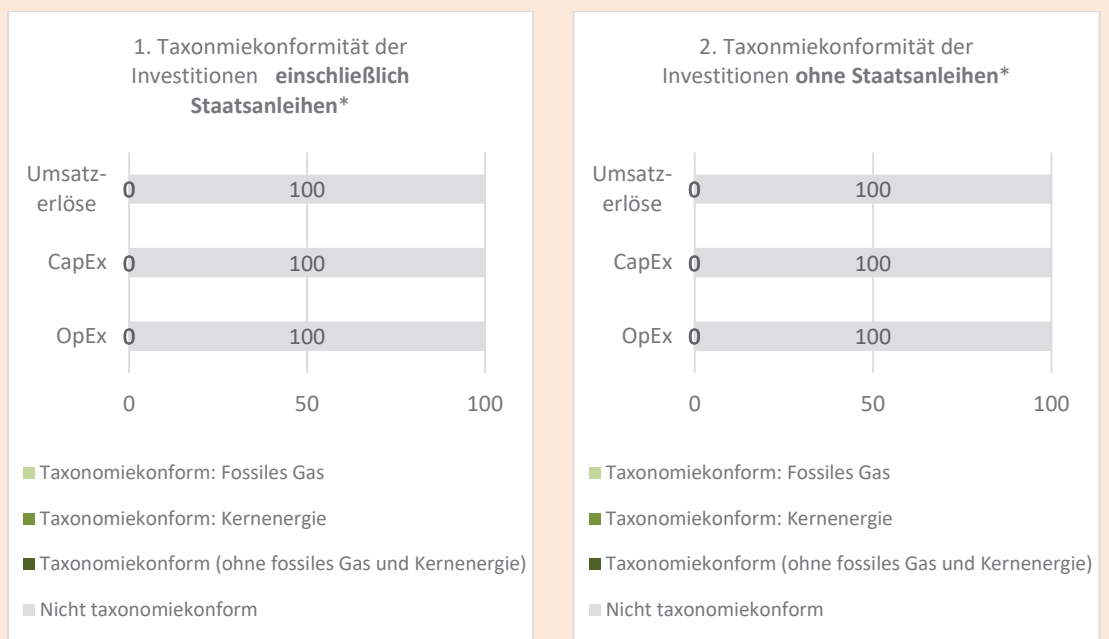 1. Taxonmiekonformität der
Investitionen einschließlich
Staatsanleihen*
Umsatz-
erlöse
0
100
CapEx
0
100
OpEx
0
100
0
50
100
Taxonomiekonform: Fossiles Gas
Taxonomiekonform: Kernenergie
Taxonomiekonform (ohne fossiles Gas und Kernenergie)
Nicht taxonomiekonform
2. Taxonmiekonformität der
Investitionen ohne Staatsanleihen*
Umsatz-
erlöse
0
100
CapEx
0
100
OpEx
0
100
0
50
100
Taxonomiekonform: Fossiles Gas
Taxonomiekonform: Kernenergie
Taxonomiekonform (ohne fossiles Gas und Kernenergie)
Nicht taxonomiekonform